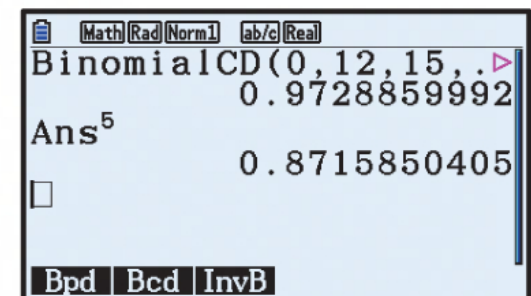 Math Rad Norm1 ab/c Real
BinomialCD(0,12,15,.▷
0.9728859992
Ans⁵
0.8715850405
Bpd Bcd InvB